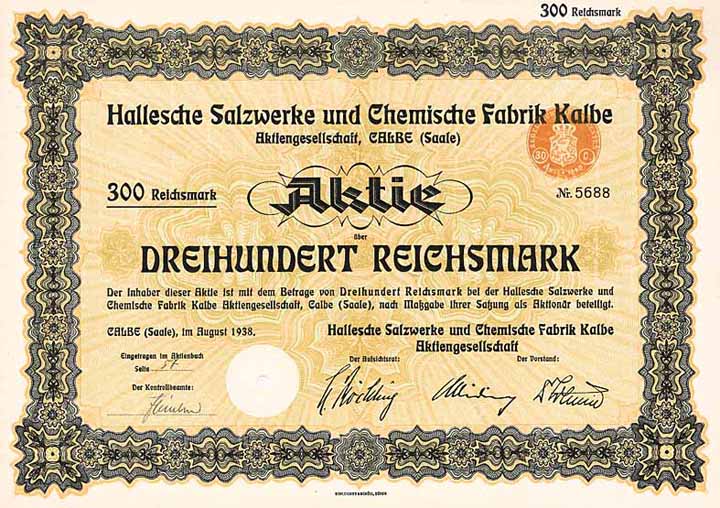 300 Reichsmark
Hallesche Salzwerke und Chemische Fabrik Kalbe
Aktiengesellschaft, CALBE (Saale)
30 C
300 Reichsmark
Aktie
Nr. 5688
über
DREIHUNDERT REICHSMARK
Der Inhaber dieser Aktie ist mit dem Betrage von Dreihundert Reichsmark bei der Hallesche Salzwerke und
Chemische Fabrik Kalbe Aktiengesellschaft, Calbe (Saale), nach Maßgabe ihrer Satzung als Aktionär beteiligt.
CALBE (Saale), im August 1938.
Hallesche Salzwerke und Chemische Fabrik Kalbe
Aktiengesellschaft
Eingetragen im Aktienbuch
Seite
Der Aufsichtsrat:
Der Vorstand:
Der Kontrollbeamte: